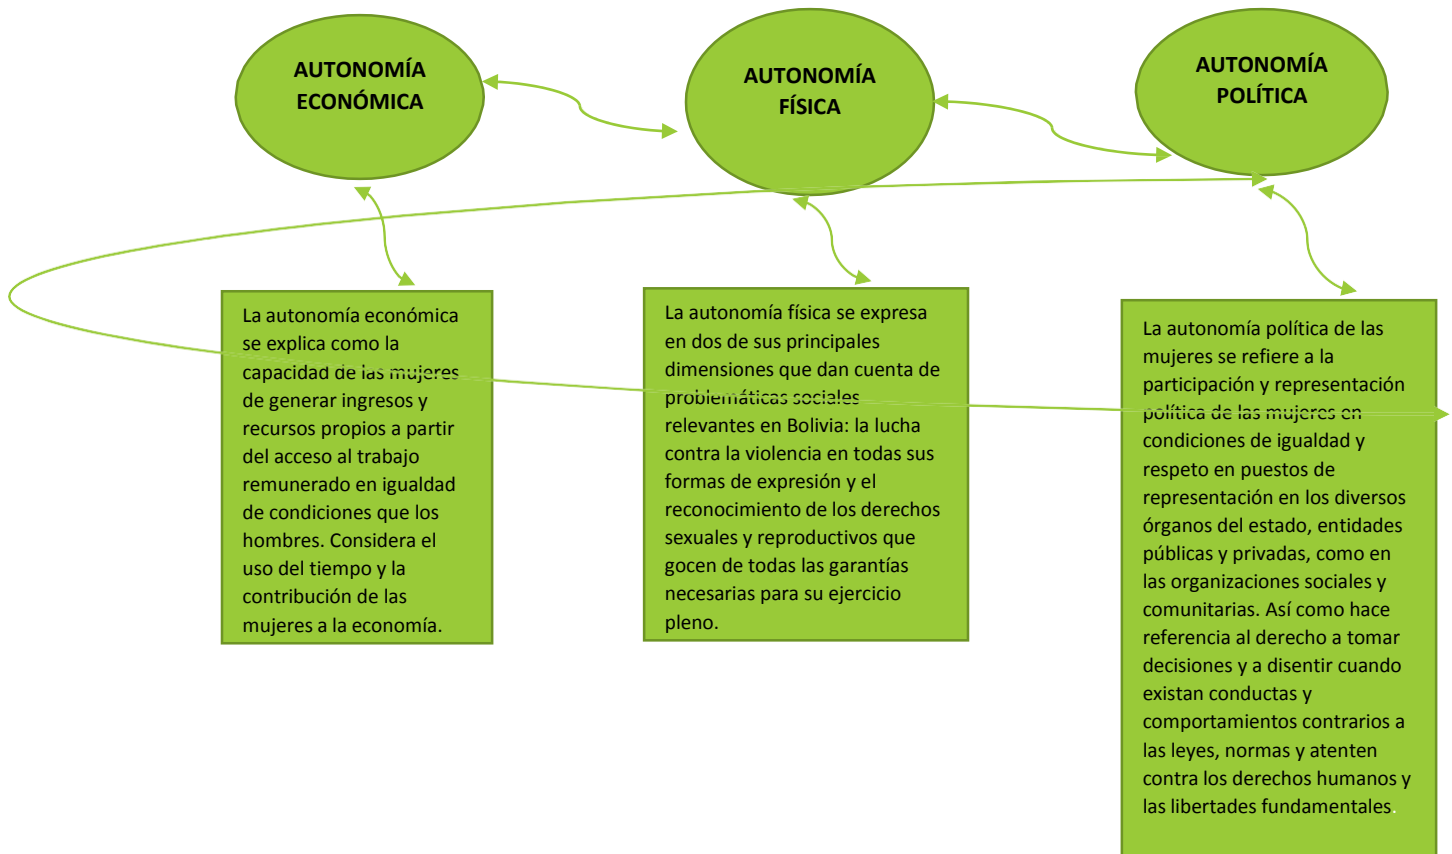 AUTONOMÍA
ECONÓMICA
AUTONOMÍA
FÍSICA
AUTONOMÍA
POLÍTICA
La autonomía económica
se explica como la
capacidad de las mujeres
de generar ingresos y
recursos propios a partir
del acceso al trabajo
remunerado en igualdad
de condiciones que los
hombres. Considera el
uso del tiempo y la
contribución de las
mujeres a la economía.
La autonomía física se expresa
en dos de sus principales
dimensiones que dan cuenta de
problemáticas sociales
relevantes en Bolivia: la lucha
contra la violencia en todas sus
formas de expresión y el
reconocimiento de los derechos
sexuales y reproductivos que
gocen de todas las garantías
necesarias para su ejercicio
pleno.
La autonomía política de las
mujeres se refiere a la
participación y representación
política de las mujeres en
condiciones de igualdad y
respeto en puestos de
representación en los diversos
órganos del estado, entidades
públicas y privadas, como en
las organizaciones sociales y
comunitarias. Así como hace
referencia al derecho a tomar
decisiones y a disentir cuando
existan conductas y
comportamientos contrarios a
las leyes, normas y atenten
contra los derechos humanos y
las libertades fundamentales.